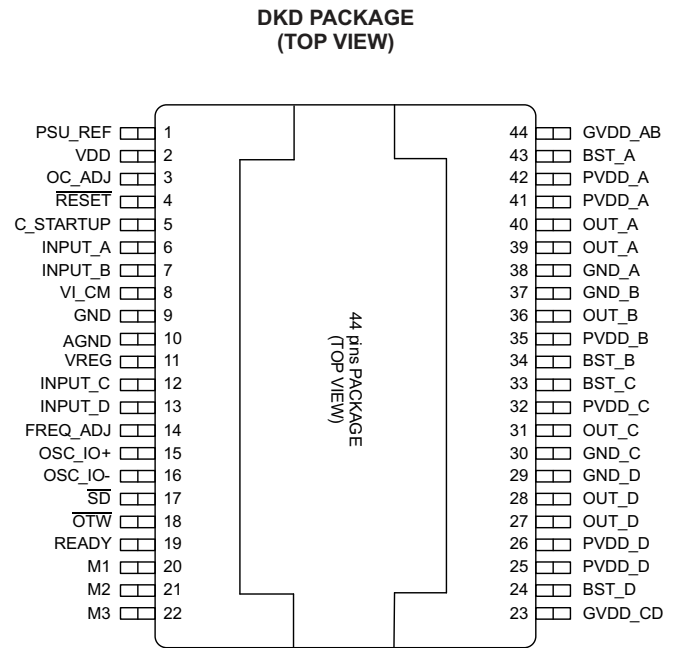 DKD PACKAGE
(TOP VIEW)
PSU_REF 1
VDD 2
OC_ADJ 3
RESET 4
C_STARTUP 5
INPUT_A 6
INPUT_B 7
VI_CM 8
GND 9
AGND 10
VREG 11
INPUT_C 12
INPUT_D 13
FREQ_ADJ 14
OSC_IO+ 15
OSC_IO- 16
SD 17
OTW 18
READY 19
M1 20
M2 21
M3 22
44 pins PACKAGE
(TOP VIEW)
44 GVDD_AB
43 BST_A
42 PVDD_A
41 PVDD_A
40 OUT_A
39 OUT_A
38 GND_A
37 GND_B
36 OUT_B
35 PVDD_B
34 BST_B
33 BST_C
32 PVDD_C
31 OUT_C
30 GND_C
29 GND_D
28 OUT_D
27 OUT_D
26 PVDD_D
25 PVDD_D
24 BST_D
23 GVDD_CD